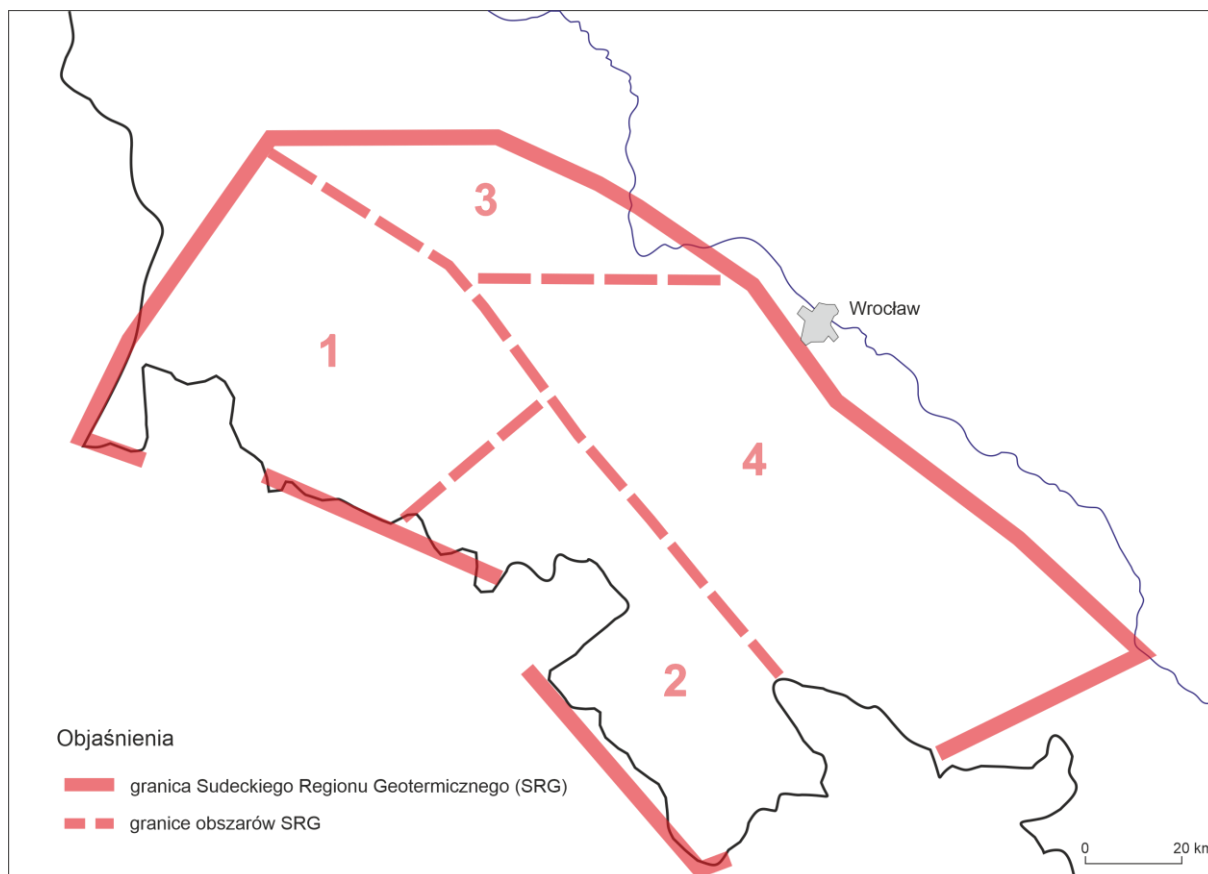 3
Wrocław
1
4
2
Objaśnienia
granica Sudeckiego Regionu Geotermicznego (SRG)
granice obszarów SRG
0 20 km